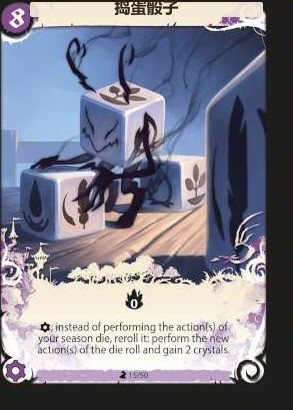 捣蛋骰子
8
0
: instead of performing the action(s) of
your season die, reroll it: perform the new
action(s) of the die roll and gain 2 crystals.
15/50